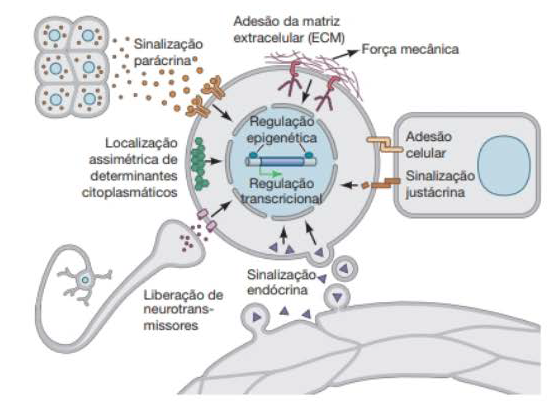 Sinalização
parácrina
Adesão da matriz
extracelular (ECM)
Força mecânica
Regulação
epigenética
Regulação
transcricional
Localização
assimétrica de
determinantes
citoplasmáticos
Adesão
celular
Sinalização
justácrina
Liberação de
neurotrans-
missores
Sinalização
endócrina